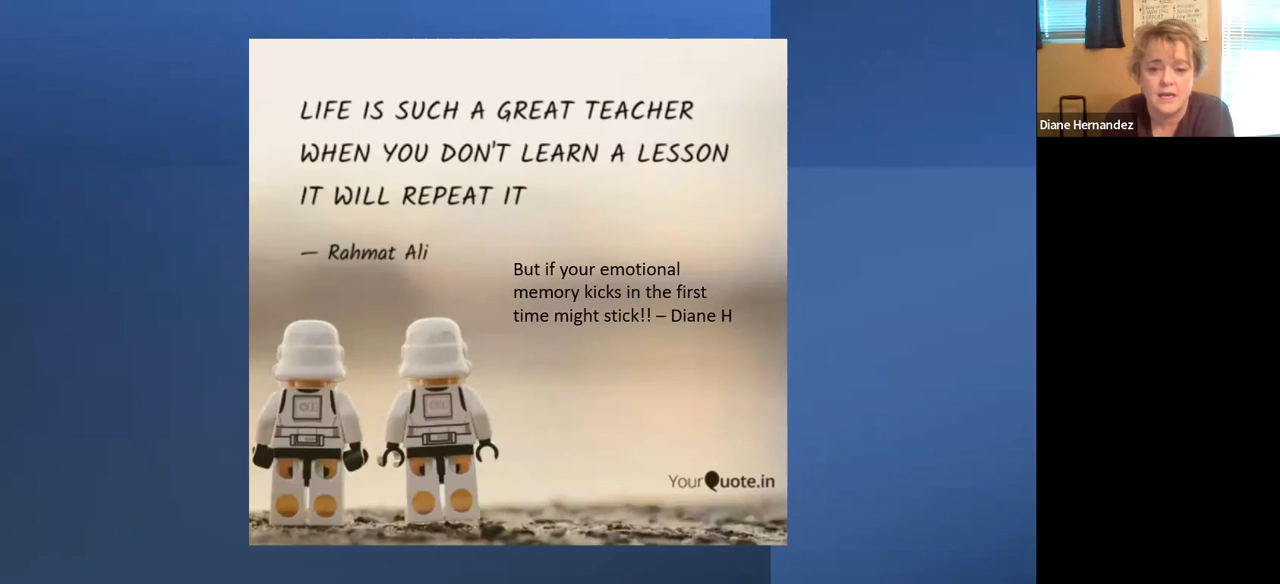 LIFE IS SUCH A GREAT TEACHER
WHEN YOU DON'T LEARN A LESSON
IT WILL REPEAT IT
— Rahmat Ali
But if your emotional
memory kicks in the first
time might stick!! – Diane H
YourQuote.in
Diane Hernandez